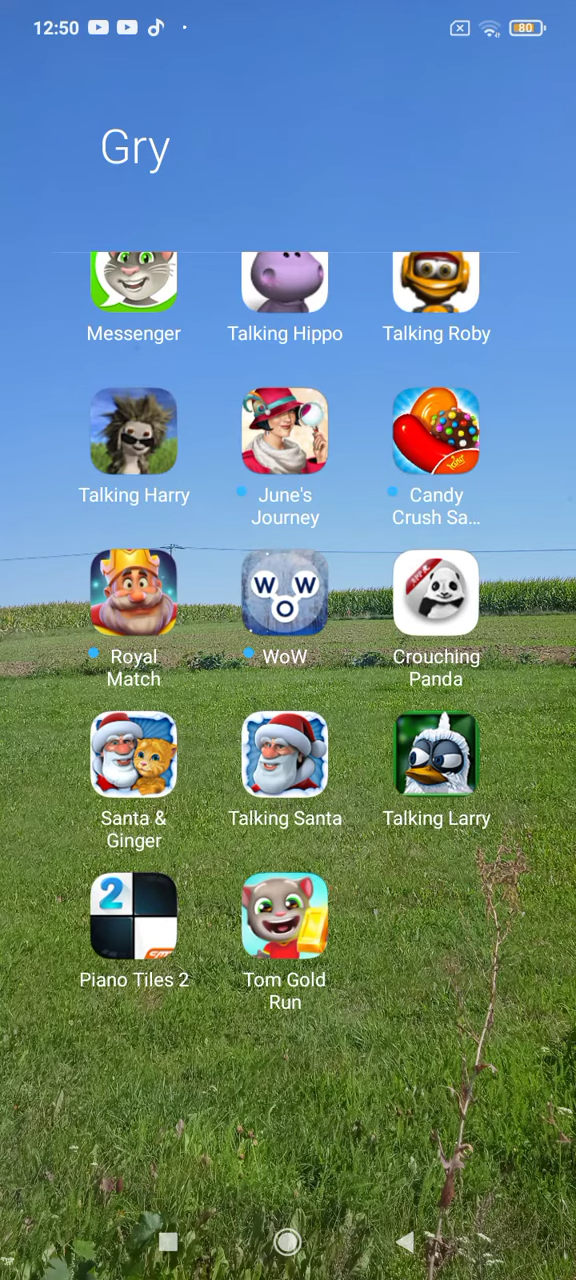 12:50
80
Gry
Messenger
Talking Hippo
Talking Roby
Talking Harry
June's
Journey
Candy
Crush Sa...
W W
O
Royal
Match
WoW
Crouching
Panda
Santa &
Ginger
Talking Santa
Talking Larry
2
Piano Tiles 2
Tom Gold
Run